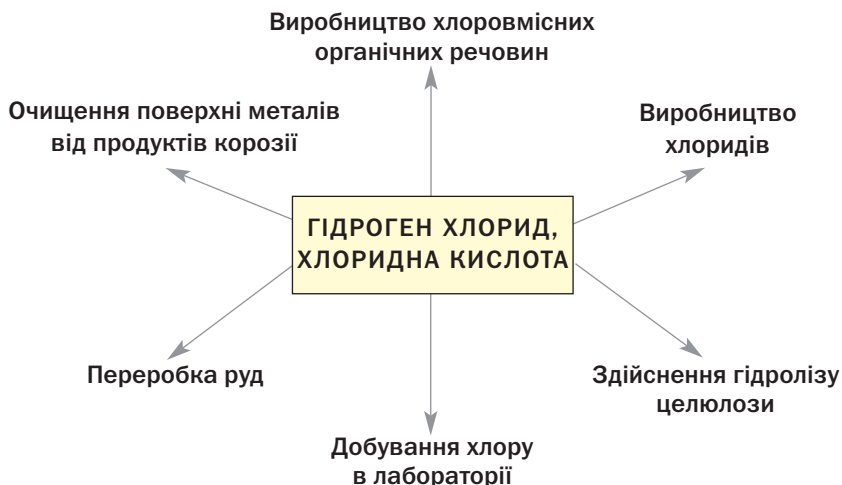 Виробництво хлоровмісних
органічних речовин
Очищення поверхні металів
від продуктів корозії
Виробництво
хлоридів
ГІДРОГЕН ХЛОРИД,
ХЛОРИДНА КИСЛОТА
Переробка руд
Здійснення гідролізу
целюлози
Добування хлору
в лабораторії